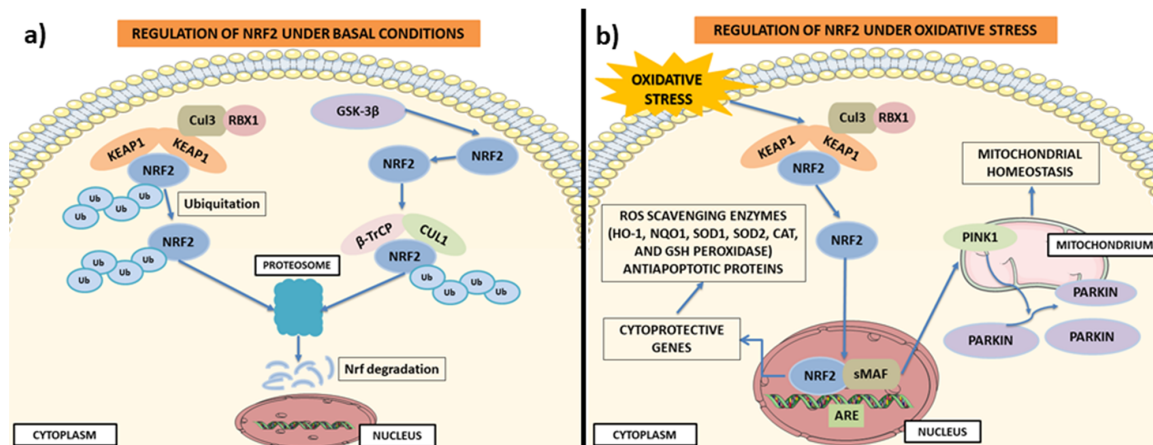 a)
REGULATION OF NRF2 UNDER BASAL CONDITIONS
Cul3
RBX1
KEAP1
KEAP1
NRF2
Ub
Ub
Ub
Ub
Ubiquitation
NRF2
Ub
Ub
Ub
Ub
GSK-3β
NRF2
NRF2
β-TrCP
CUL1
NRF2
Ub
Ub
Ub
Ub
PROTEOSOME
Nrf degradation
CYTOPLASM
NUCLEUS
b)
REGULATION OF NRF2 UNDER OXIDATIVE STRESS
OXIDATIVE
STRESS
Cul3
RBX1
KEAP1
KEAP1
NRF2
NRF2
ROS SCAVENGING ENZYMES
(HO-1, NQO1, SOD1, SOD2, CAT,
AND GSH PEROXIDASE)
ANTIAPOPTOTIC PROTEINS
CYTOPROTECTIVE
GENES
MITOCHONDRIAL
HOMEOSTASIS
PINK1
MITOCHONDRIUM
PARKIN
PARKIN
PARKIN
NRF2
sMAF
ARE
CYTOPLASM
NUCLEUS